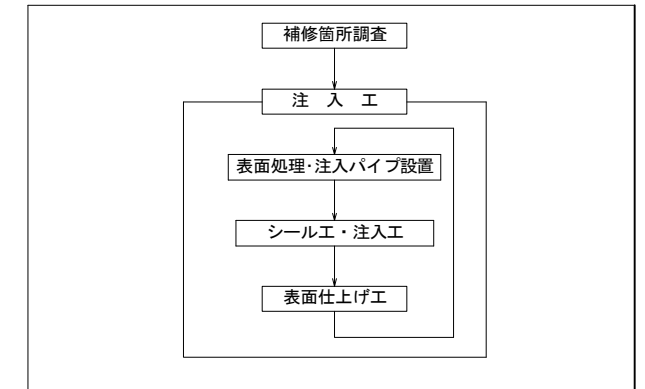 補修箇所調査
注　入　工
表面処理・注入パイプ設置
シール工・注入工
表面仕上げ工